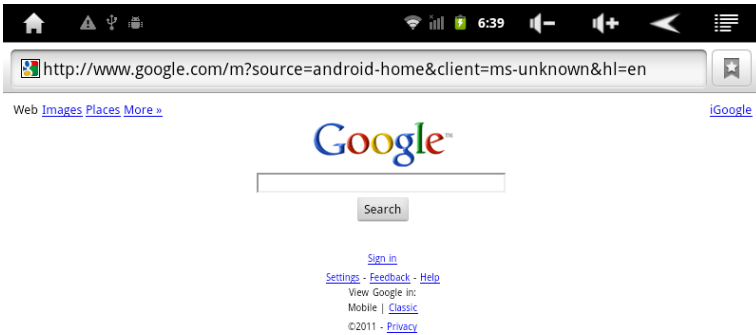 6:39
http://www.google.com/m?source=android-home&client=ms-unknown&hl=en
Web Images Places More »
iGoogle
Google™
Search
Sign in
Settings - Feedback - Help
View Google in:
Mobile | Classic
©2011 - Privacy